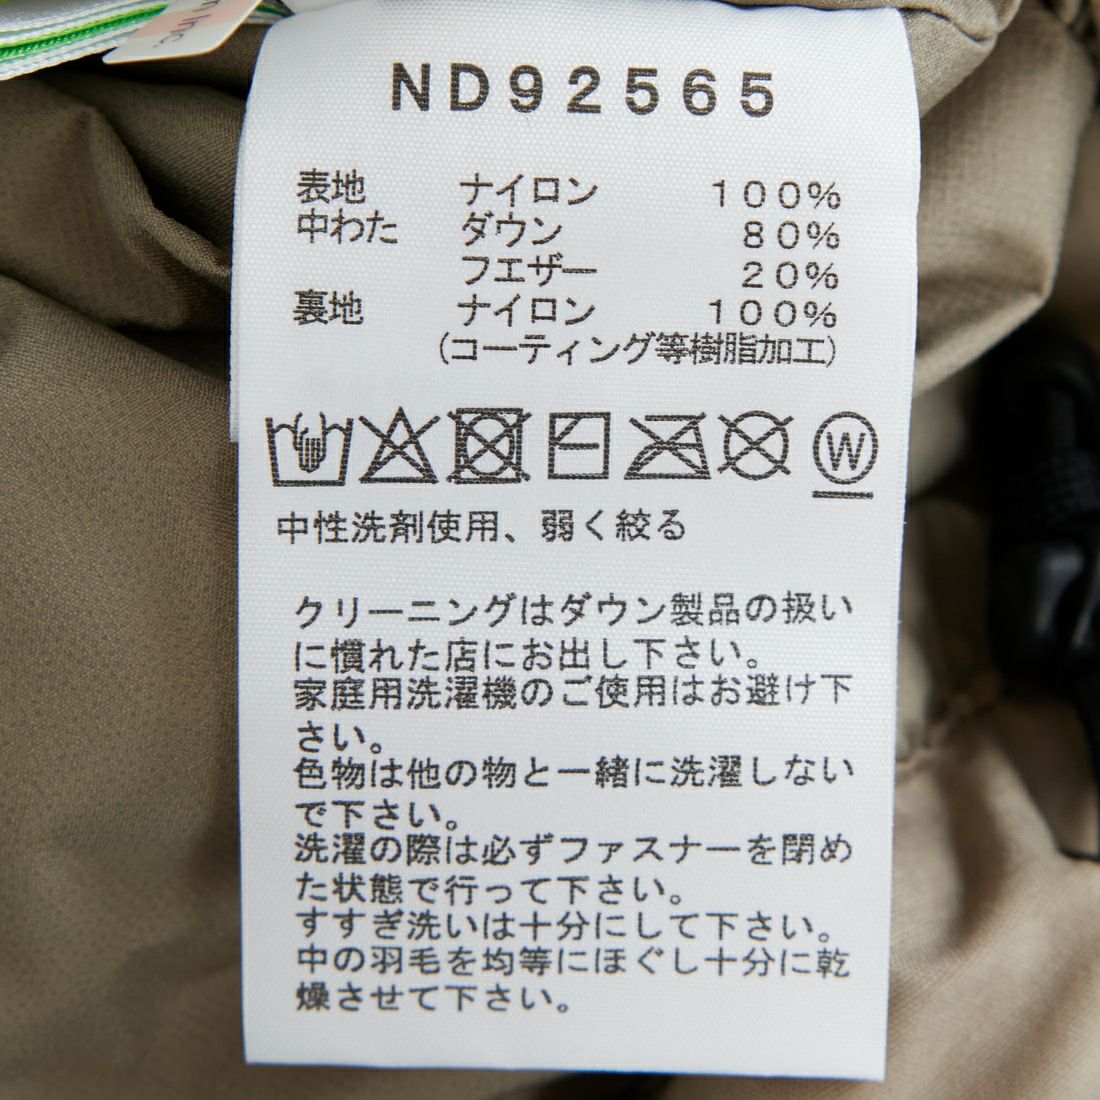 n Inc.
ND92565
表地 ナイロン 100%
中わた ダウン 80%
フエザー 20%
裏地 ナイロン 100%
(コーティング等樹脂加工)
W
中性洗剤使用、弱く絞る
クリーニングはダウン製品の扱い
に慣れた店にお出し下さい。
家庭用洗濯機のご使用はお避け下
さい。
色物は他の物と一緒に洗濯しない
で下さい。
洗濯の際は必ずファスナーを閉め
た状態で行って下さい。
すすぎ洗いは十分にして下さい。
中の羽毛を均等にほぐし十分に乾
燥させて下さい。